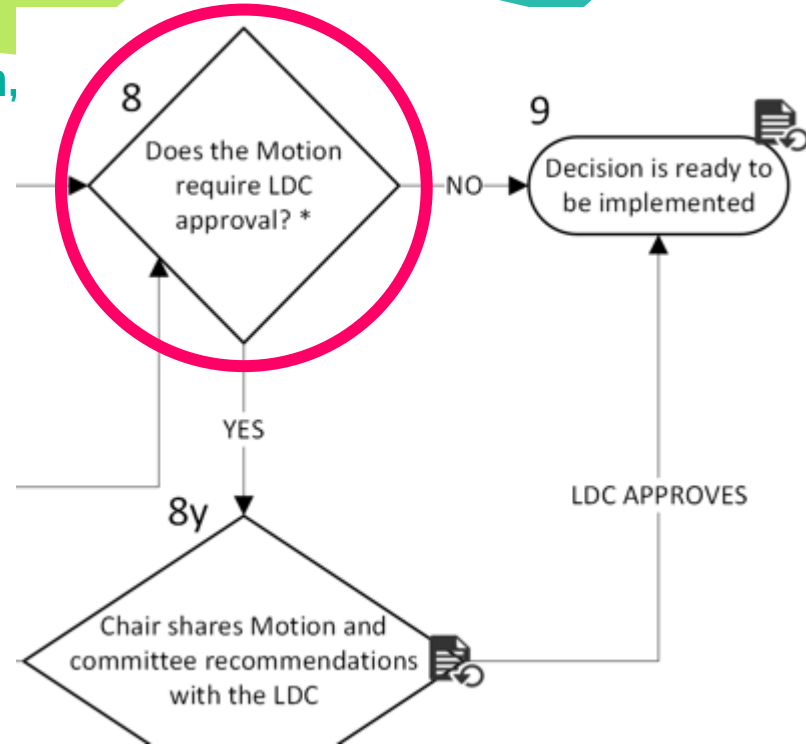 n,
8
Does the Motion
require LDC
approval? *
NO
9
Decision is ready to
be implemented
YES
LDC APPROVES
8y
Chair shares Motion and
committee recommendations
with the LDC